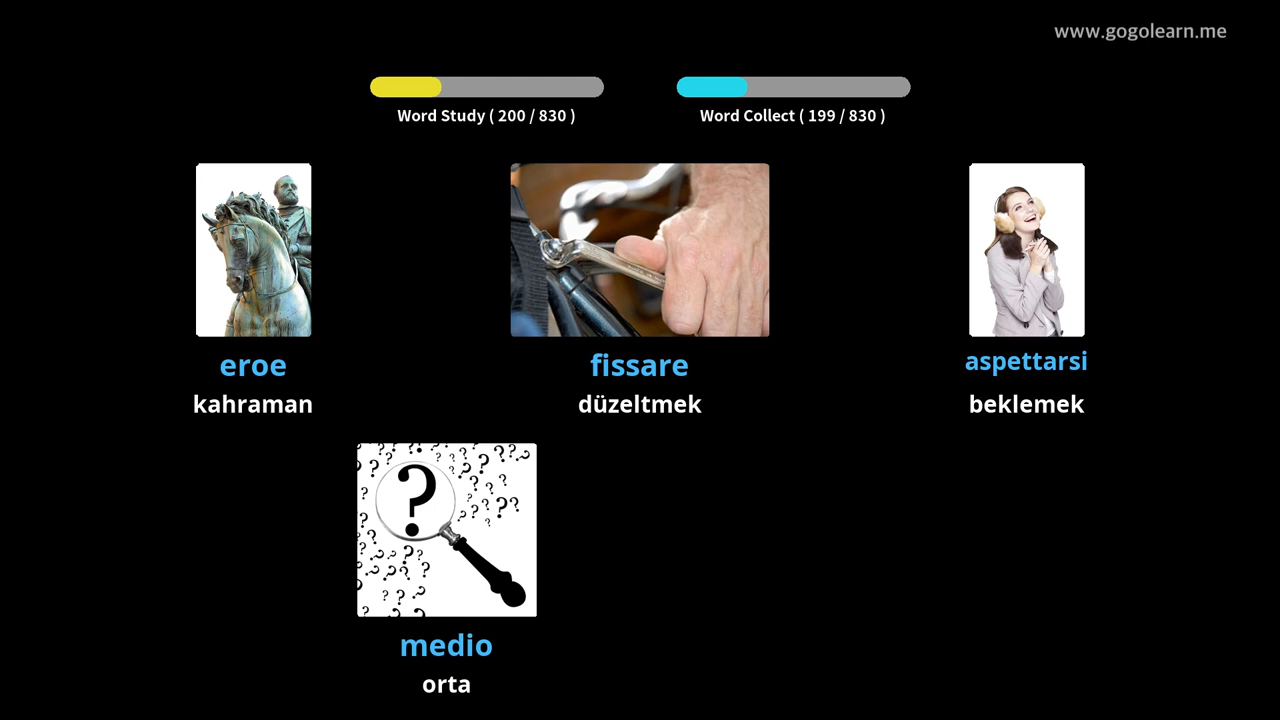 www.gogolearn.me
Word Study ( 200 / 830 )
Word Collect ( 199 / 830 )
eroe
kahraman
fissare
düzeltmek
aspettarsi
beklemek
medio
orta